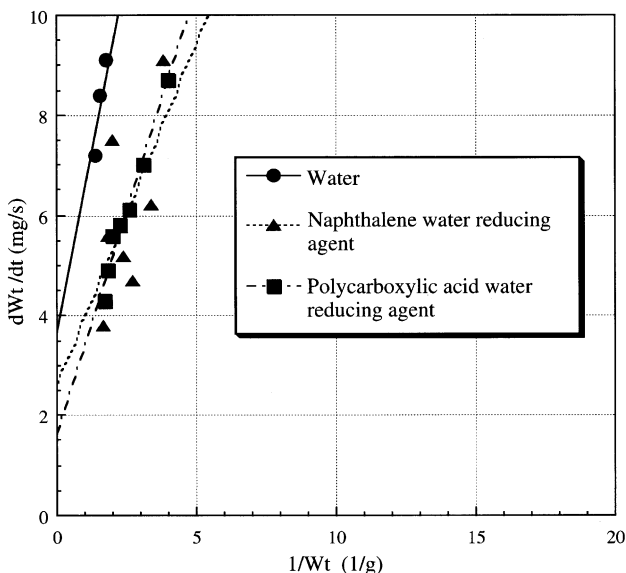 10
8
6
4
2
0
dWt /dt (mg/s)
Water
Naphthalene water reducing
agent
Polycarboxylic acid water
reducing agent
0 5 10 15 20
1/Wt (1/g)